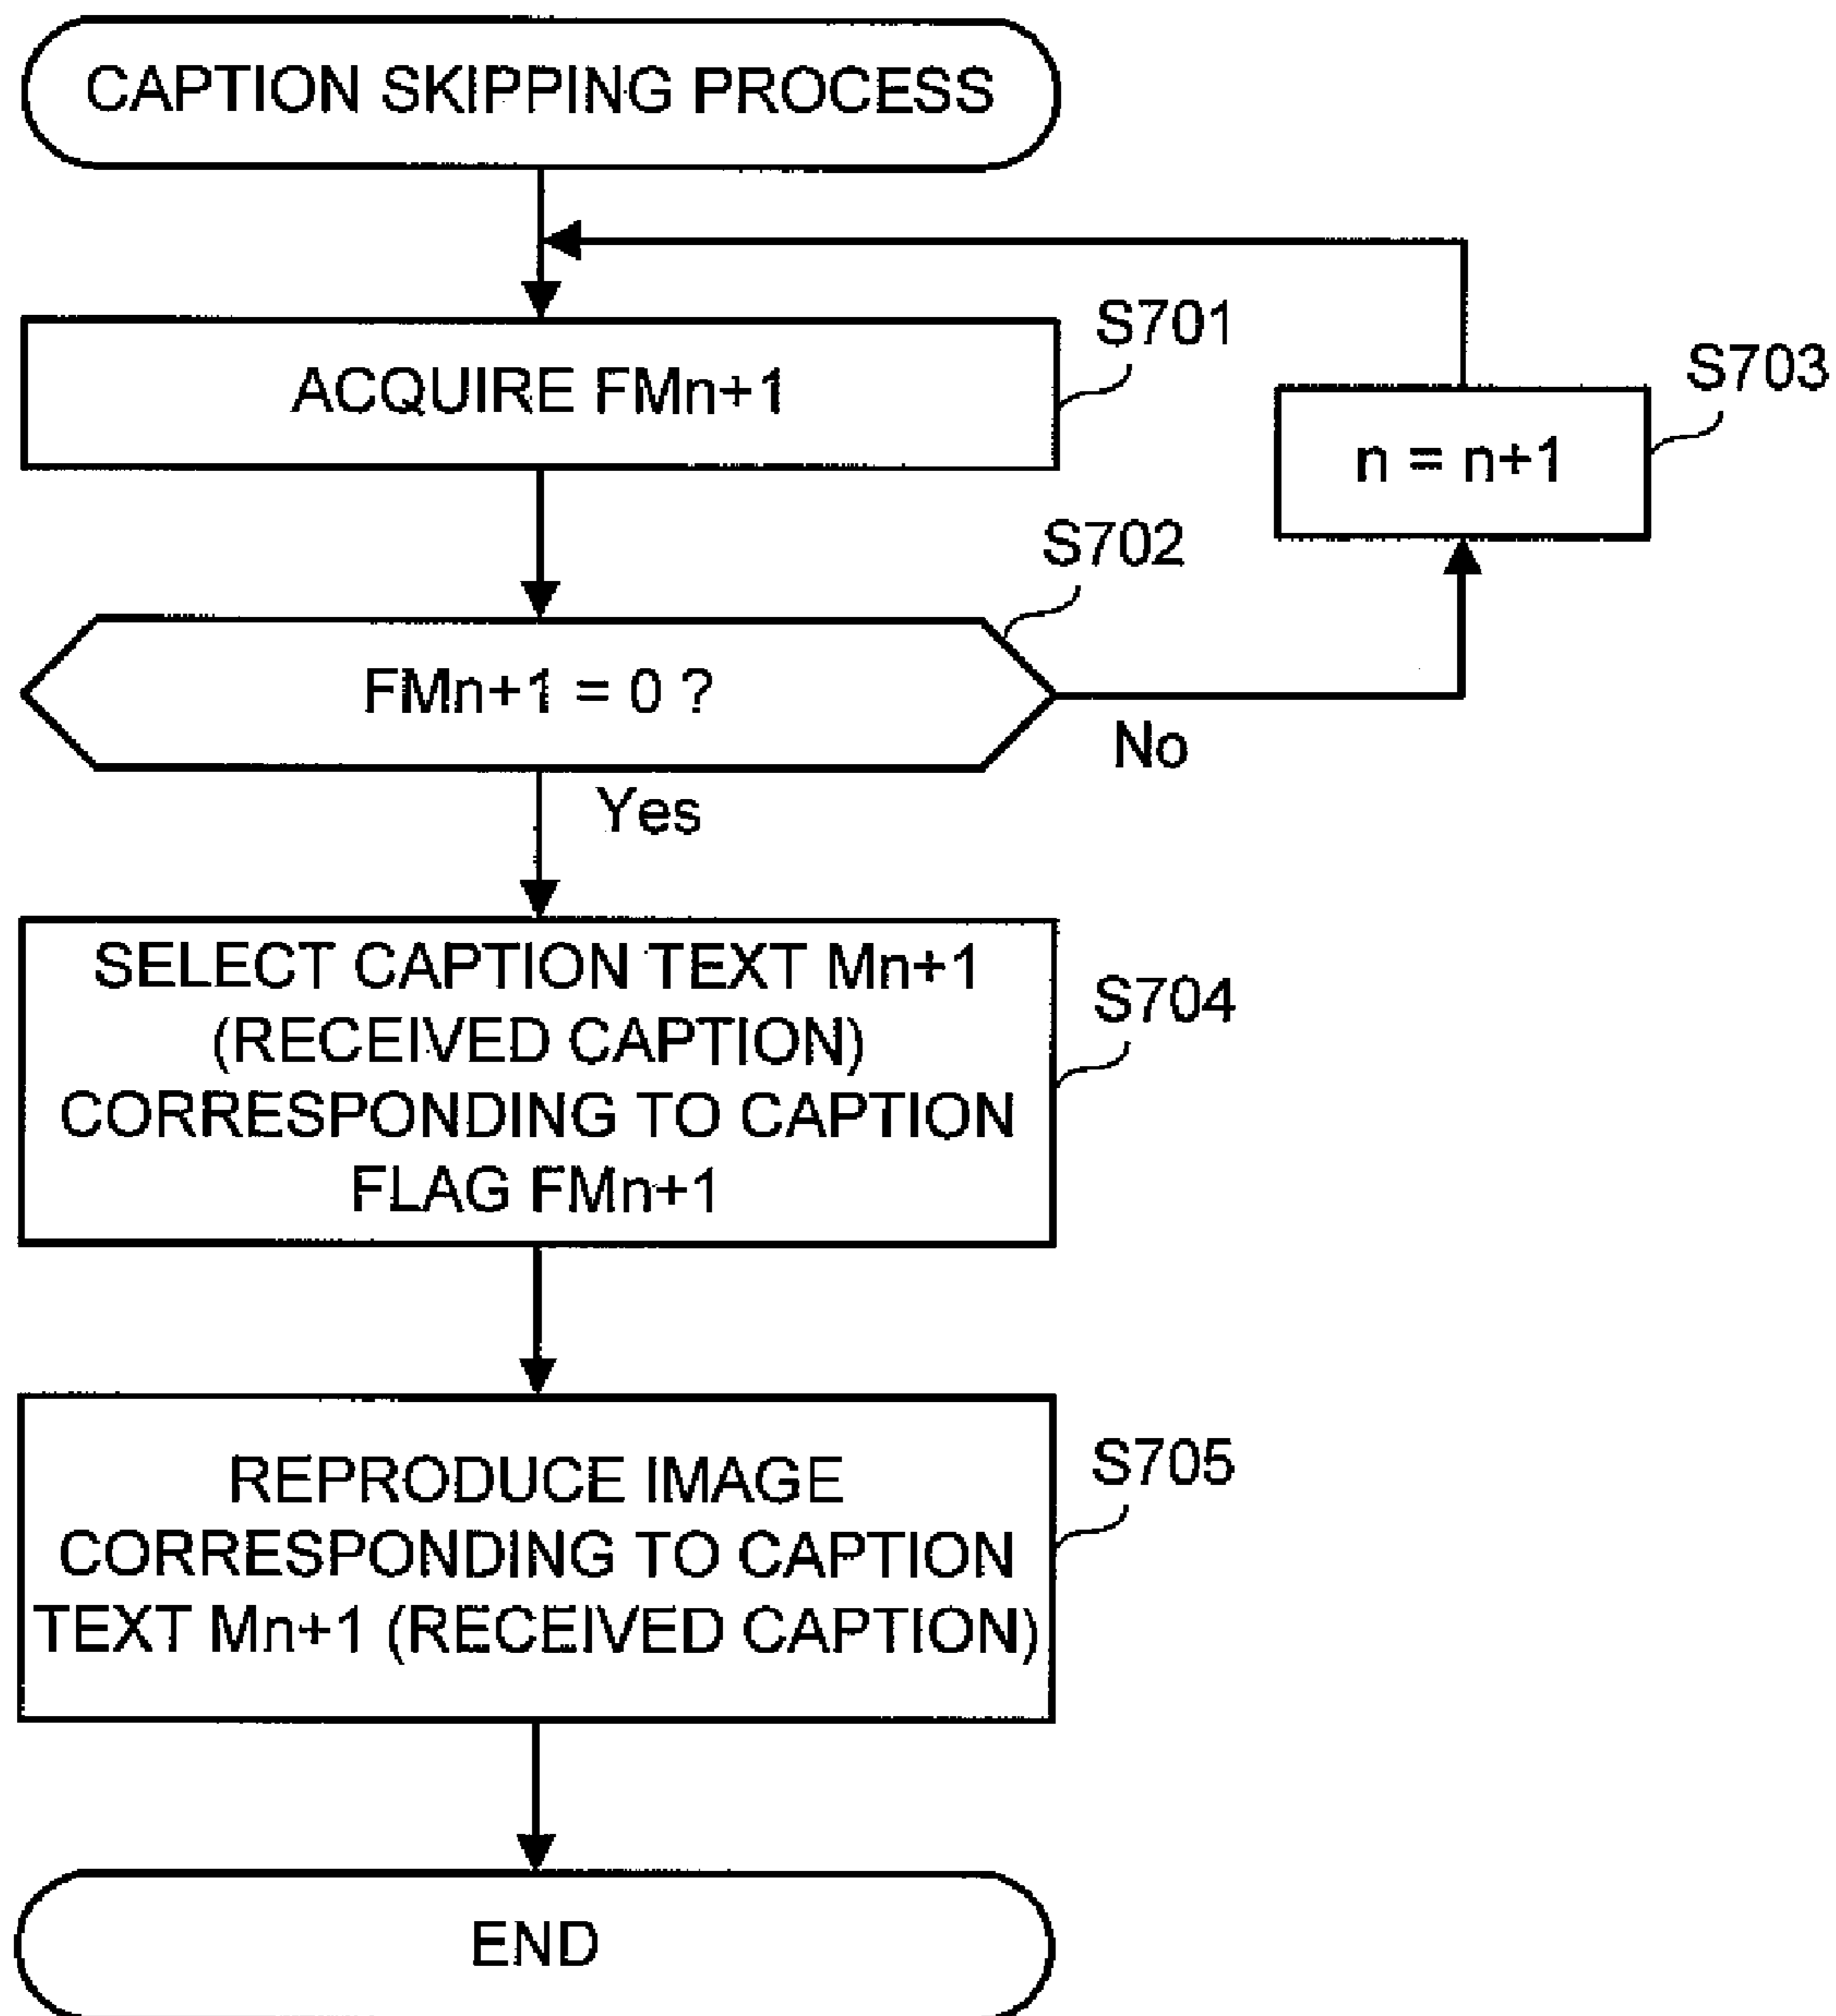 CAPTION SKIPPING PROCESS
S701
ACQUIRE FMn+1
S703
n = n+1
S702
FMn+1 = 0 ?
No
Yes
SELECT CAPTION TEXT Mn+1
(RECEIVED CAPTION)
CORRESPONDING TO CAPTION
FLAG FMn+1
S704
REPRODUCE IMAGE
CORRESPONDING TO CAPTION
TEXT Mn+1 (RECEIVED CAPTION)
S705
END